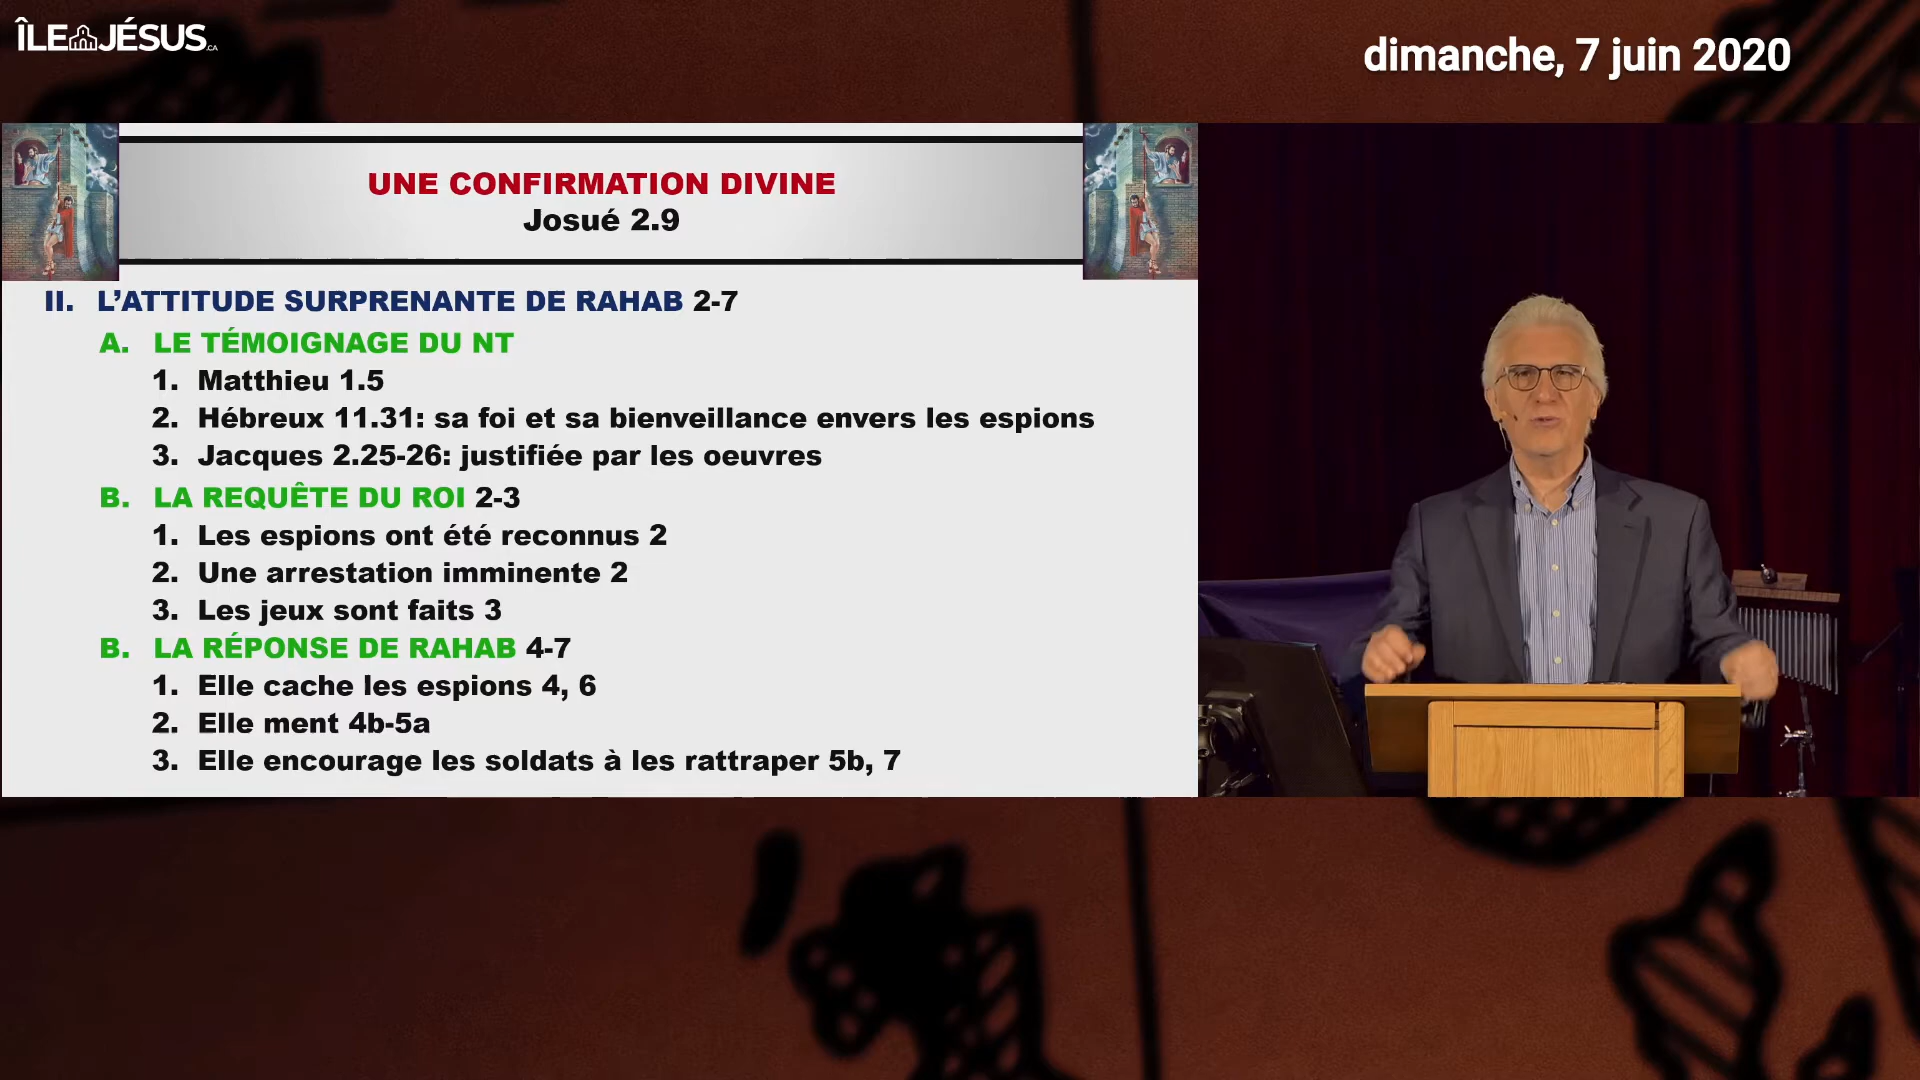 ÎLE JÉSUS.CA
dimanche, 7 juin 2020
UNE CONFIRMATION DIVINE
Josué 2.9
II. L’ATTITUDE SURPRENANTE DE RAHAB 2-7
A. LE TÉMOIGNAGE DU NT
1. Matthieu 1.5
2. Hébreux 11.31: sa foi et sa bienveillance envers les espions
3. Jacques 2.25-26: justifiée par les oeuvres
B. LA REQUÊTE DU ROI 2-3
1. Les espions ont été reconnus 2
2. Une arrestation imminente 2
3. Les jeux sont faits 3
B. LA RÉPONSE DE RAHAB 4-7
1. Elle cache les espions 4, 6
2. Elle ment 4b-5a
3. Elle encourage les soldats à les rattraper 5b, 7